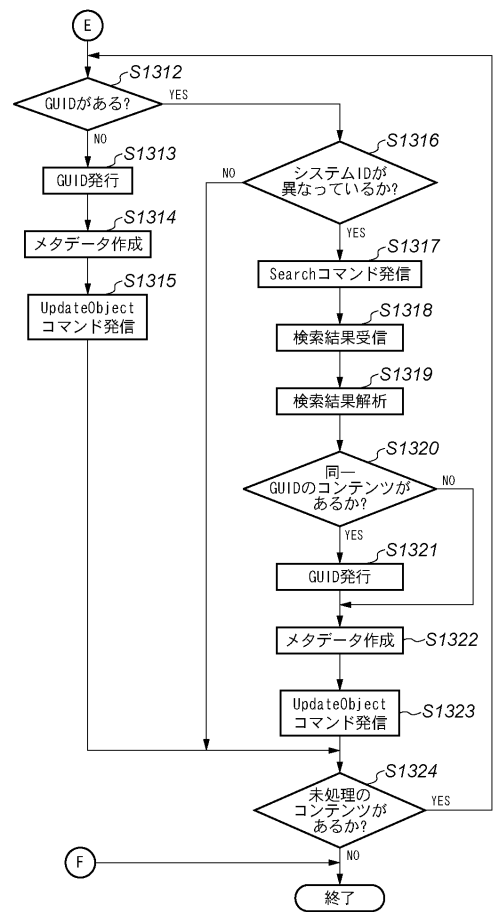 E
S1312
GUIDがある?
YES
NO
S1313
GUID発行
S1314
メタデータ作成
S1315
UpdateObject
コマンド発信
S1316
システムIDが
異なっているか?
NO
YES
S1317
Searchコマンド発信
S1318
検索結果受信
S1319
検索結果解析
S1320
同一
GUIDのコンテンツが
あるか?
NO
YES
S1321
GUID発行
メタデータ作成
S1322
UpdateObject
コマンド発信
S1323
S1324
未処理の
コンテンツが
あるか?
YES
NO
F
終了